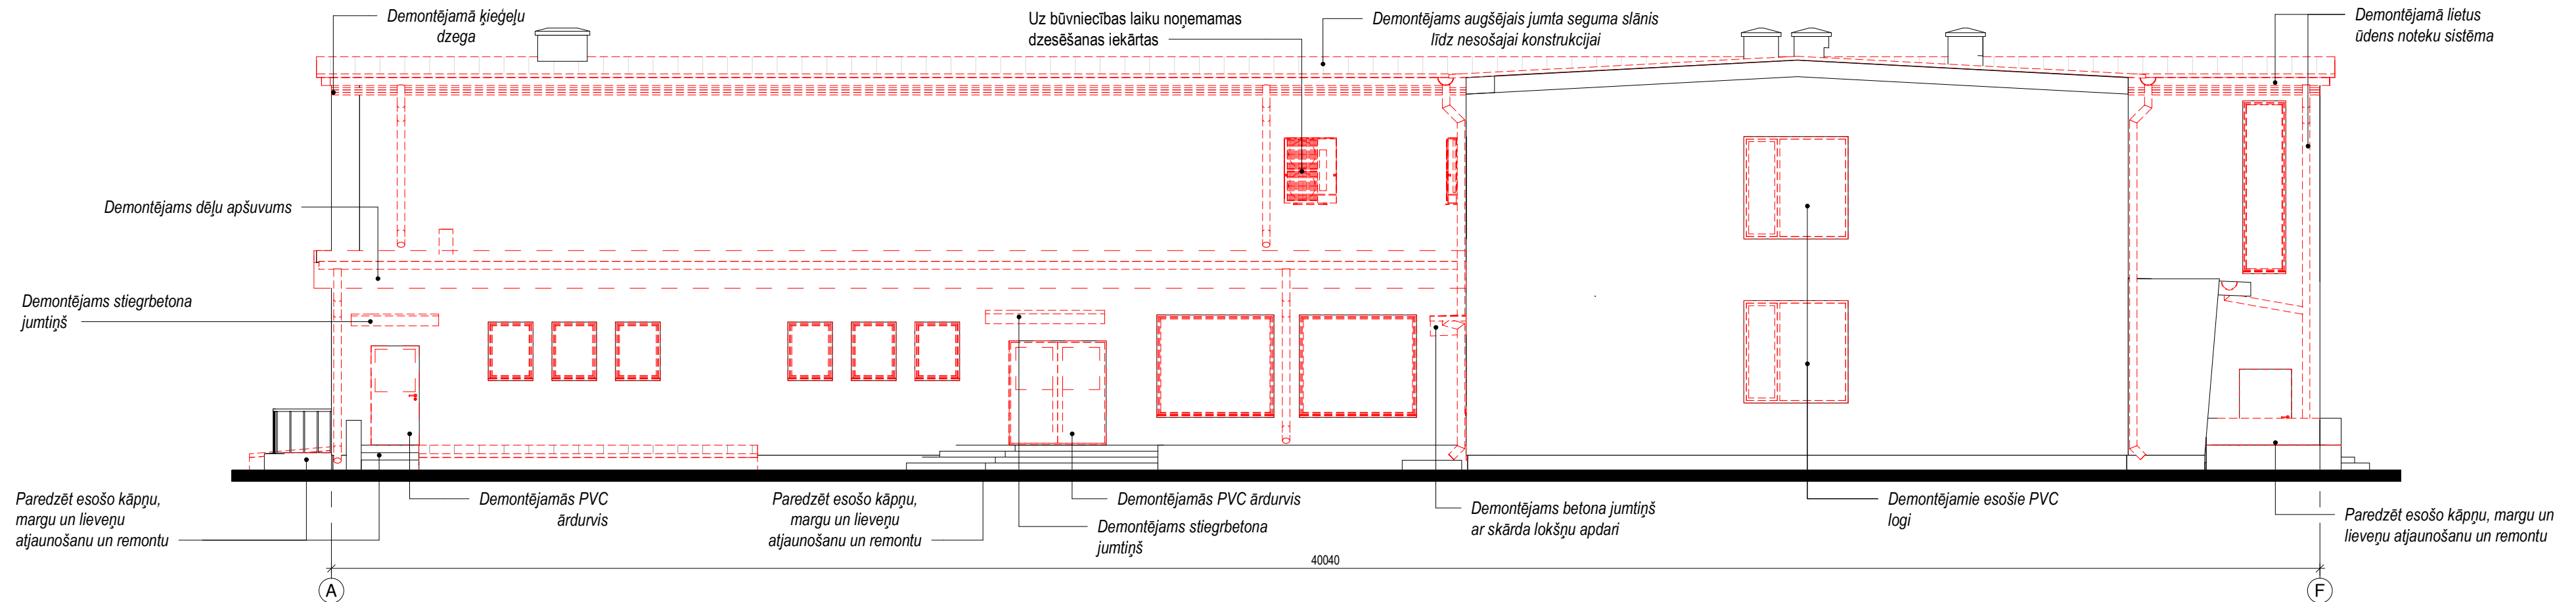 Demontējamā ķieģeļu
dzega
Uz būvniecības laiku noņemamas
dzesēšanas iekārtas
Demontējams augšējais jumta seguma slānis
līdz nesošajai konstrukcijai
Demontējamā lietus
ūdens noteku sistēma
Demontējams dēļu apšuvums
Demontējams stiegrbetona
jumtiņš
Paredzēt esošo kāpņu,
margu un lieveņu
atjaunošanu un remontu
Demontējamās PVC
ārdurvis
Paredzēt esošo kāpņu,
margu un lieveņu
atjaunošanu un remontu
Demontējamās PVC ārdurvis
Demontējams stiegrbetona
jumtiņš
Demontējams betona jumtiņš
ar skārda lokšņu apdari
Demontējamie esošie PVC
logi
Paredzēt esošo kāpņu, margu un
lieveņu atjaunošanu un remontu
40040
A
F